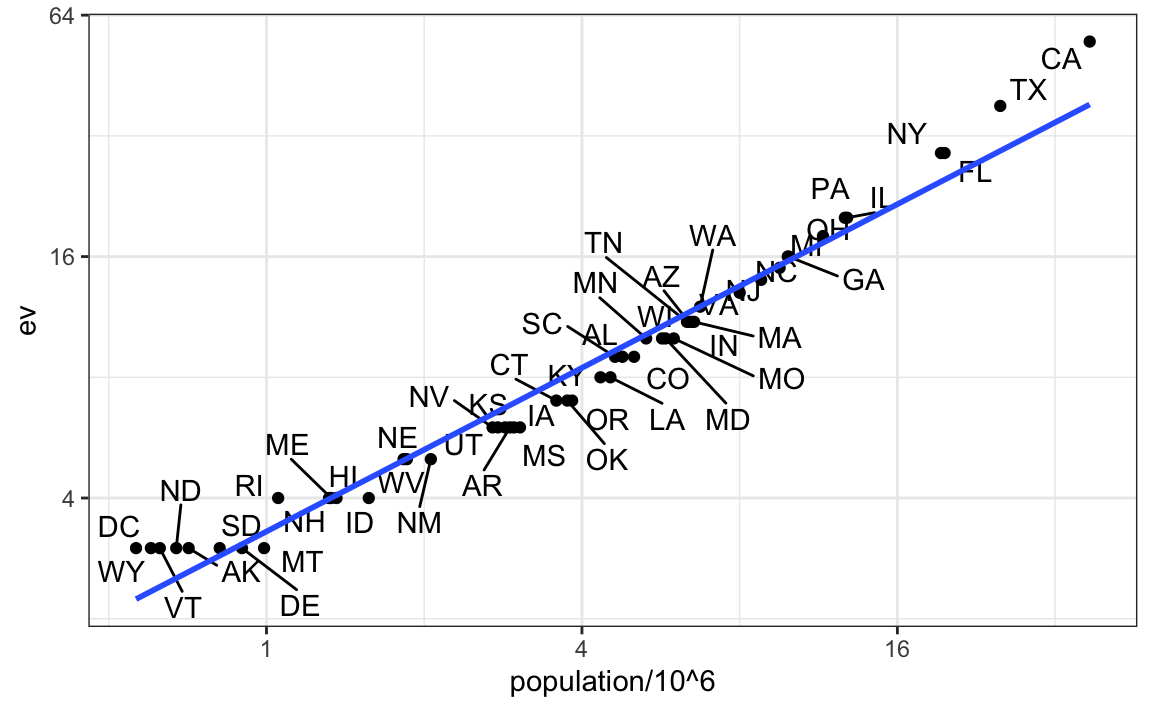 64
CA
TX
NY
FL
PA
IL
OH
WA
TN
MI
16
AZ
NC
GA
MN
NJ
VA
WI
SC
AL
MA
IN
CT
KY
CO
MO
NV
KS
IA
OR
LA
MD
ME
NE
UT
MS
OK
HI
WV
AR
ND
RI
4
DC
SD
NH
ID
NM
WY
AK
MT
VT
DE
ev
1
4
16
population/10^6